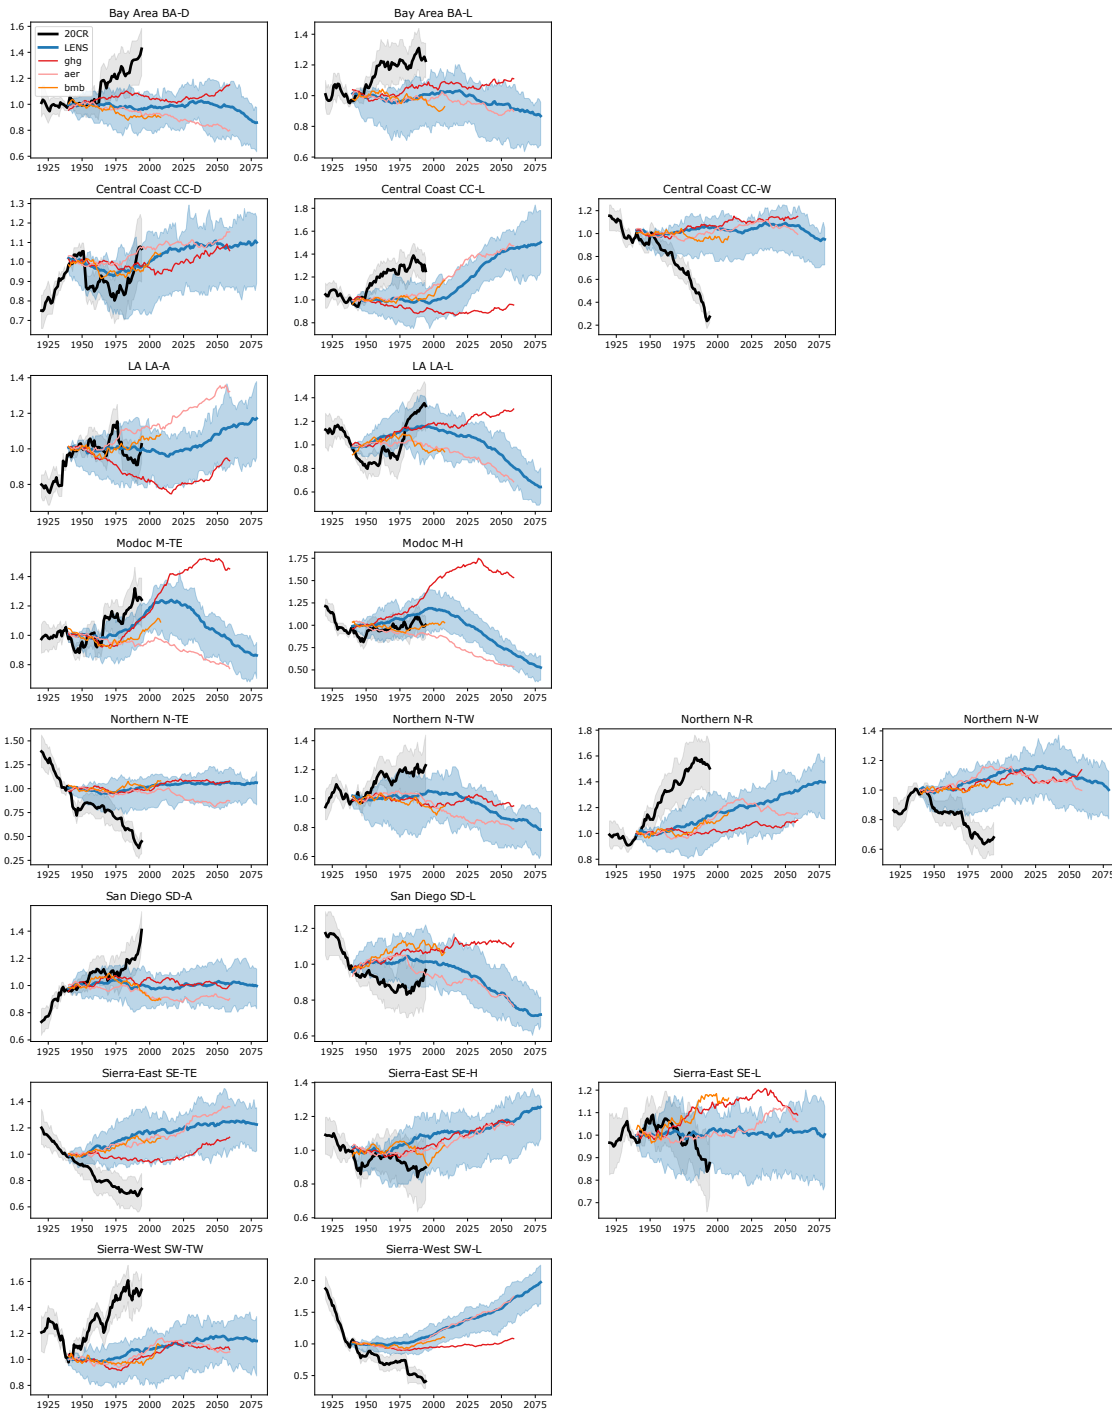 Bay Area BA-D
1.6
1.4
1.2
1.0
0.8
0.6
20CR
LENS
ghg
aer
bmb
1925 1950 1975 2000 2025 2050 2075
Bay Area BA-L
1.4
1.2
1.0
0.8
0.6
1925 1950 1975 2000 2025 2050 2075
Central Coast CC-D
1.3
1.2
1.1
1.0
0.9
0.8
0.7
1925 1950 1975 2000 2025 2050 2075
Central Coast CC-L
1.8
1.6
1.4
1.2
1.0
0.8
1925 1950 1975 2000 2025 2050 2075
Central Coast CC-W
1.2
1.0
0.8
0.6
0.4
0.2
1925 1950 1975 2000 2025 2050 2075
LA LA-A
1.4
1.2
1.0
0.8
1925 1950 1975 2000 2025 2050 2075
LA LA-L
1.4
1.2
1.0
0.8
0.6
1925 1950 1975 2000 2025 2050 2075
Modoc M-TE
1.4
1.2
1.0
0.8
1925 1950 1975 2000 2025 2050 2075
Modoc M-H
1.75
1.50
1.25
1.00
0.75
0.50
1925 1950 1975 2000 2025 2050 2075
Northern N-TE
1.50
1.25
1.00
0.75
0.50
0.25
1925 1950 1975 2000 2025 2050 2075
Northern N-TW
1.4
1.2
1.0
0.8
0.6
1925 1950 1975 2000 2025 2050 2075
Northern N-R
1.8
1.6
1.4
1.2
1.0
0.8
1925 1950 1975 2000 2025 2050 2075
Northern N-W
1.4
1.2
1.0
0.8
0.6
1925 1950 1975 2000 2025 2050 2075
San Diego SD-A
1.4
1.2
1.0
0.8
0.6
1925 1950 1975 2000 2025 2050 2075
San Diego SD-L
1.2
1.0
0.8
0.6
1925 1950 1975 2000 2025 2050 2075
Sierra-East SE-TE
1.4
1.2
1.0
0.8
0.6
1925 1950 1975 2000 2025 2050 2075
Sierra-East SE-H
1.4
1.2
1.0
0.8
0.6
1925 1950 1975 2000 2025 2050 2075
Sierra-East SE-L
1.2
1.1
1.0
0.9
0.8
0.7
1925 1950 1975 2000 2025 2050 2075
Sierra-West SW-TW
1.6
1.4
1.2
1.0
0.8
1925 1950 1975 2000 2025 2050 2075
Sierra-West SW-L
2.0
1.5
1.0
0.5
1925 1950 1975 2000 2025 2050 2075